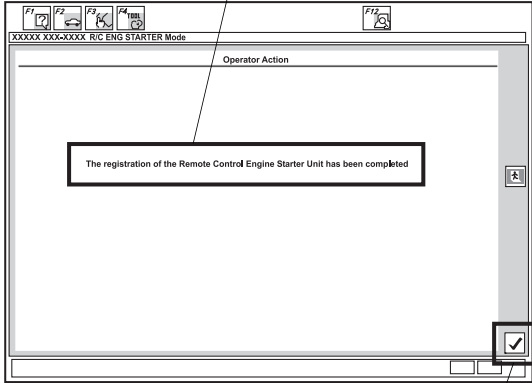 F1 F2 F3 F4 TOOL F12
XXXXX XXX-XXXX R/C ENG STARTER Mode
Operator Action
The registration of the Remote Control Engine Starter Unit has been completed